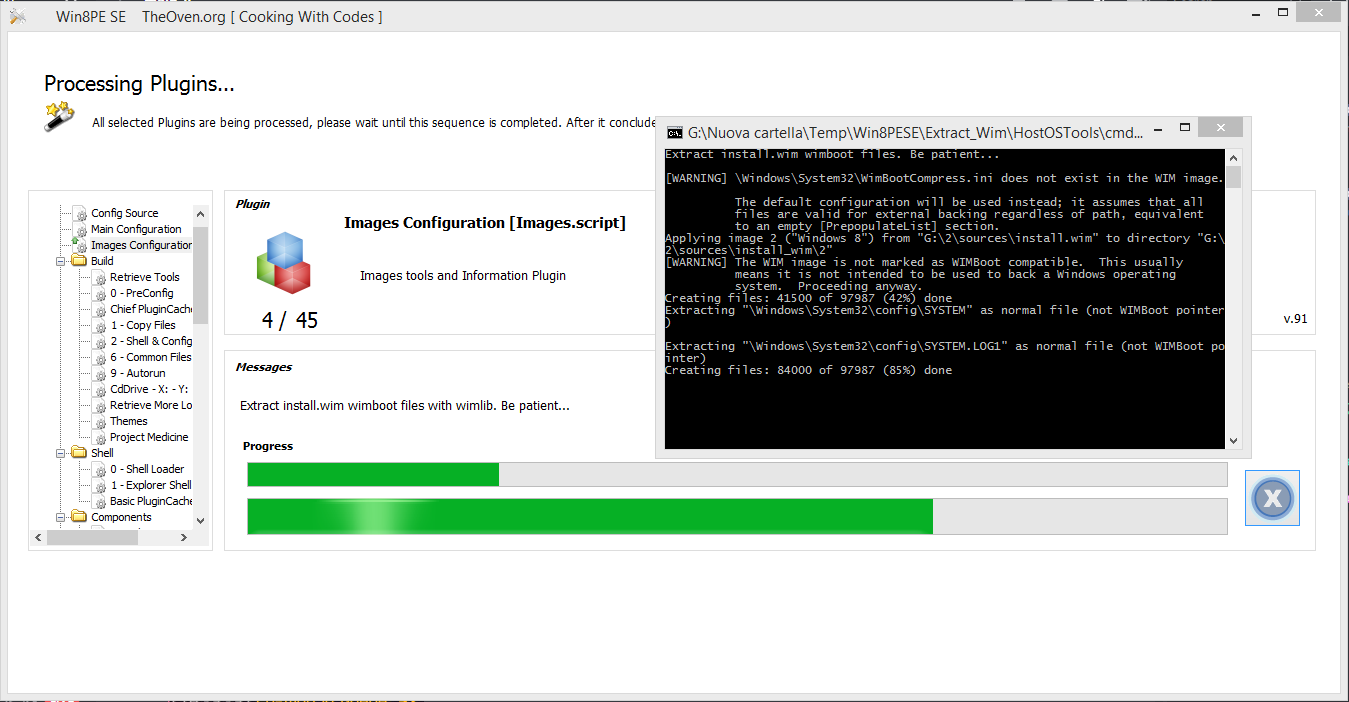 Win8PE SE TheOven.org [ Cooking With Codes ]
Processing Plugins...
All selected Plugins are being processed, please wait until this sequence is completed. After it conclude
Config Source
Main Configuration
Images Configuration
Build
Retrieve Tools
0 - PreConfig
Chief PluginCache
1 - Copy Files
2 - Shell & Config
6 - Common Files
9 - Autorun
CdDrive - X: - Y:
Retrieve More Lo
Themes
Project Medicine
Shell
0 - Shell Loader
1 - Explorer Shell
Basic PluginCache
Components
Plugin
Images Configuration [Images.script]
Images tools and Information Plugin
4 / 45
v.91
Messages
Extract install.wim wimboot files with wimlib. Be patient...
Progress
X
G:\Nuova cartella\Temp\Win8PESE\Extract_Wim\HostOSTools\cmd...
Extract install.wim wimboot files. Be patient...
[WARNING] \Windows\System32\WimBootCompress.ini does not exist in the WIM image.
The default configuration will be used instead; it assumes that all
files are valid for external backing regardless of path, equivalent
to an empty [PrepopulateList] section.
Applying image 2 ("Windows 8") from "G:\2\sources\install.wim" to directory "G:\
2\sources\install_wim\2"
[WARNING] The WIM image is not marked as WIMBoot compatible.  This usually
means it is not intended to be used to back a Windows operating
system.  Proceeding anyway.
Creating files: 41500 of 97987 (42%) done
Extracting "\Windows\System32\config\SYSTEM" as normal file (not WIMBoot pointer
)
Extracting "\Windows\System32\config\SYSTEM.LOG1" as normal file (not WIMBoot po
inter)
Creating files: 84000 of 97987 (85%) done